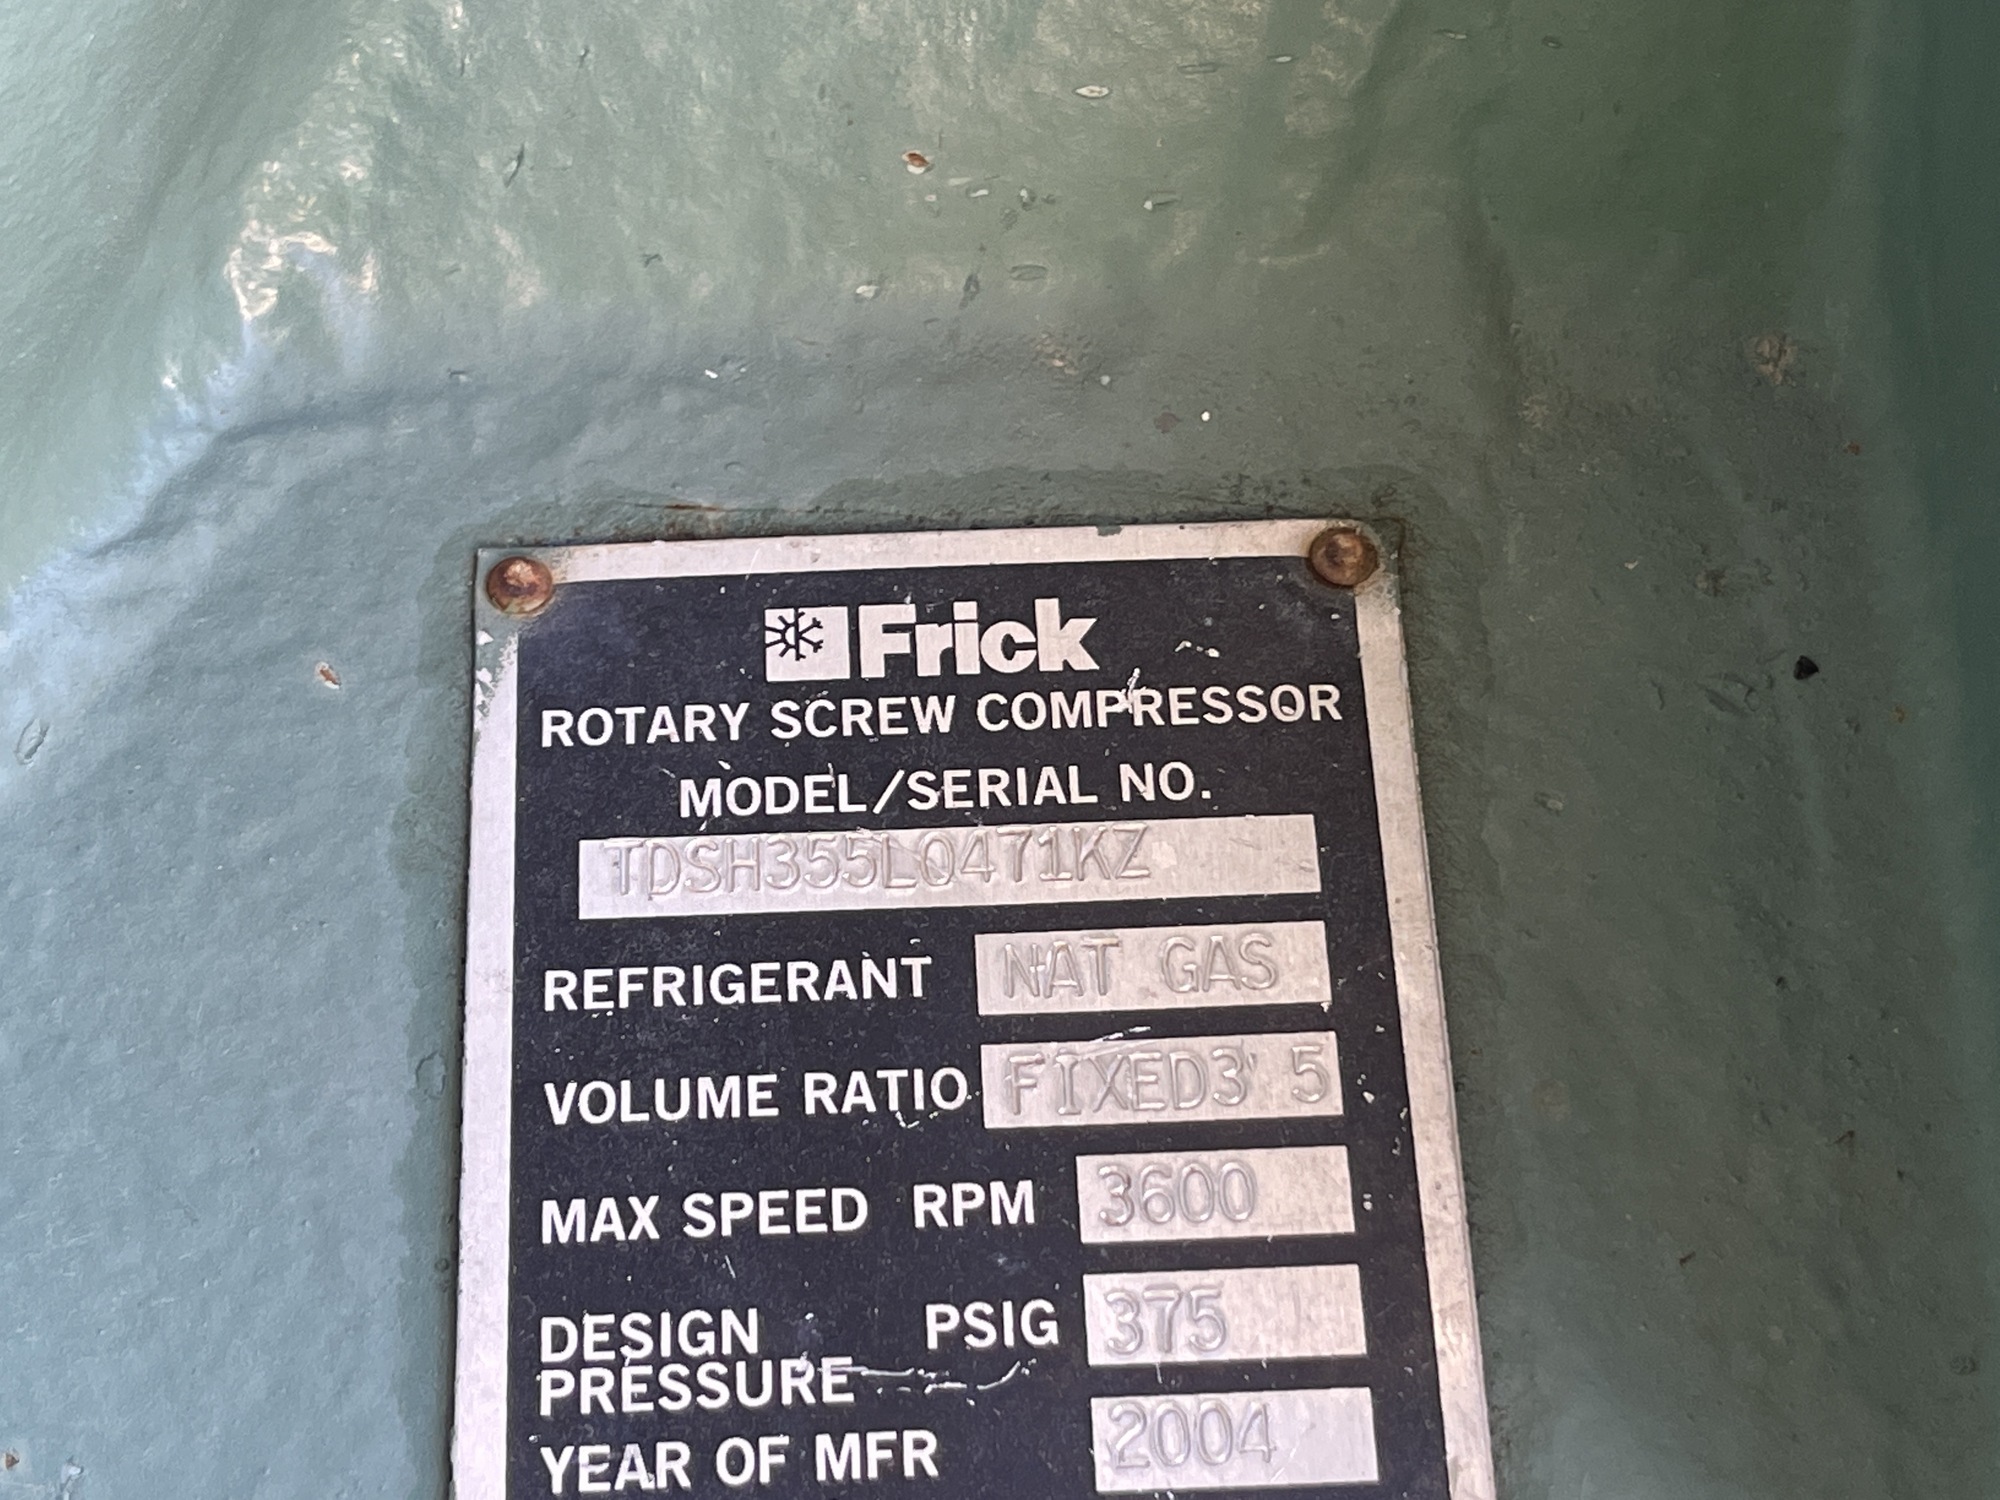 Frick
ROTARY SCREW COMPRESSOR
MODEL/SERIAL NO.
TDSH355L0471KZ
REFRIGERANT NAT GAS
VOLUME RATIO FIXED3' 5
MAX SPEED RPM 3600
DESIGN PRESSURE PSIG 375
YEAR OF MFR 2004